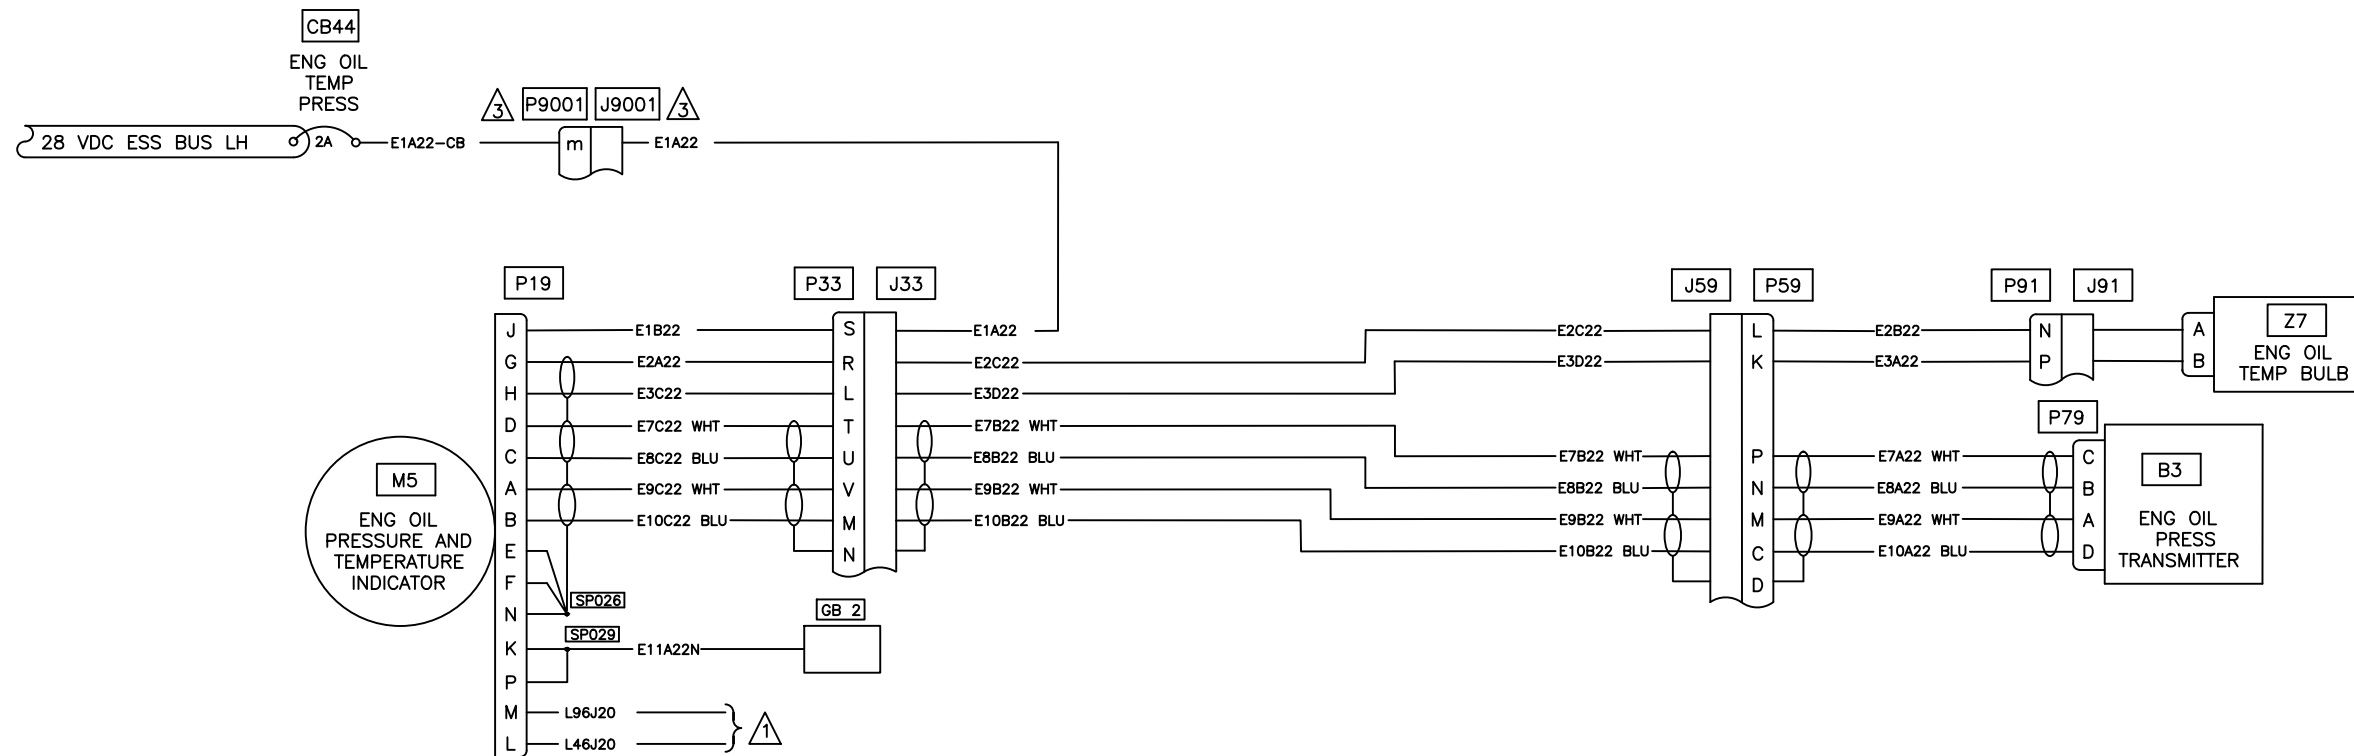 CB44
ENG OIL
TEMP
PRESS
3 P9001 J9001 3
28 VDC ESS BUS LH 2A E1A22-CB m E1A22
P19 P33 J33 J59 P59 P91 J91
J E1B22 S E1A22 E2C22 L E2B22 N A
G E2A22 R E2C22 E3D22 K E3A22 P B
Z7
ENG OIL
TEMP BULB
H E3C22 L E3D22
P79
D E7C22 WHT T E7B22 WHT
C E8C22 BLU U E8B22 BLU E7B22 WHT P E7A22 WHT C
A E9C22 WHT V E9B22 WHT E8B22 BLU N E8A22 BLU B
B E10C22 BLU M E10B22 BLU E9B22 WHT M E9A22 WHT A
E N E10B22 BLU C E10A22 BLU D
F D
B3
ENG OIL
PRESS
TRANSMITTER
M5
ENG OIL
PRESSURE AND
TEMPERATURE
INDICATOR
N SP026
GB 2
SP029
K E11A22N
P
M L96J20
1
L L46J20